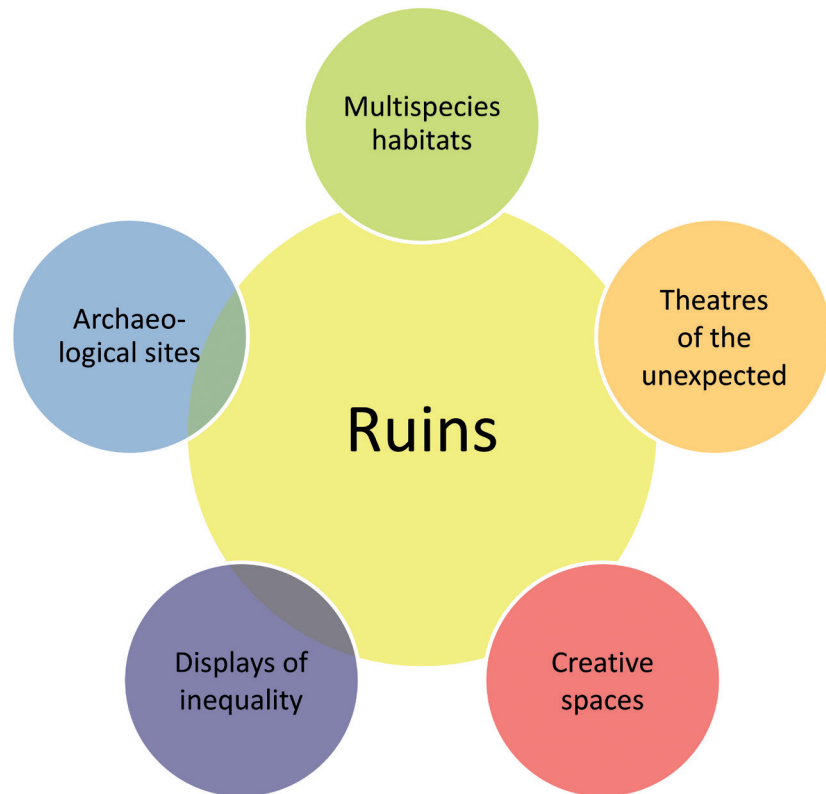 Multispecies
habitats
Theatres
of the
unexpected
Archaeo-
logical sites
Ruins
Displays of
inequality
Creative
spaces